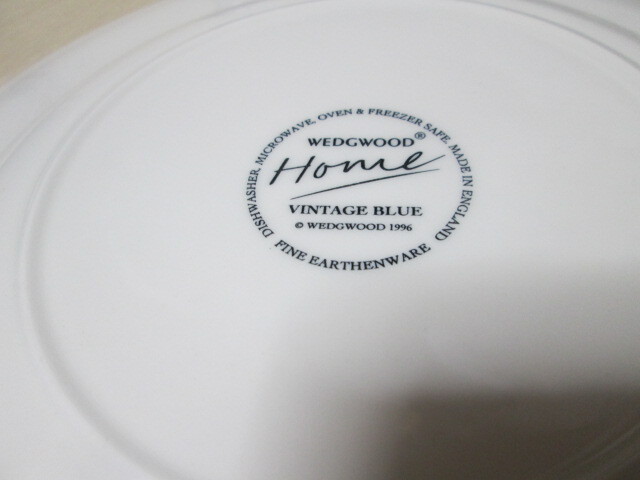 DISHWASHER, MICROWAVE, OVEN & FREEZER SAFE. MADE IN ENGLAND
WEDGWOOD®
Home
VINTAGE BLUE
© WEDGWOOD 1996
FINE EARTHENWARE